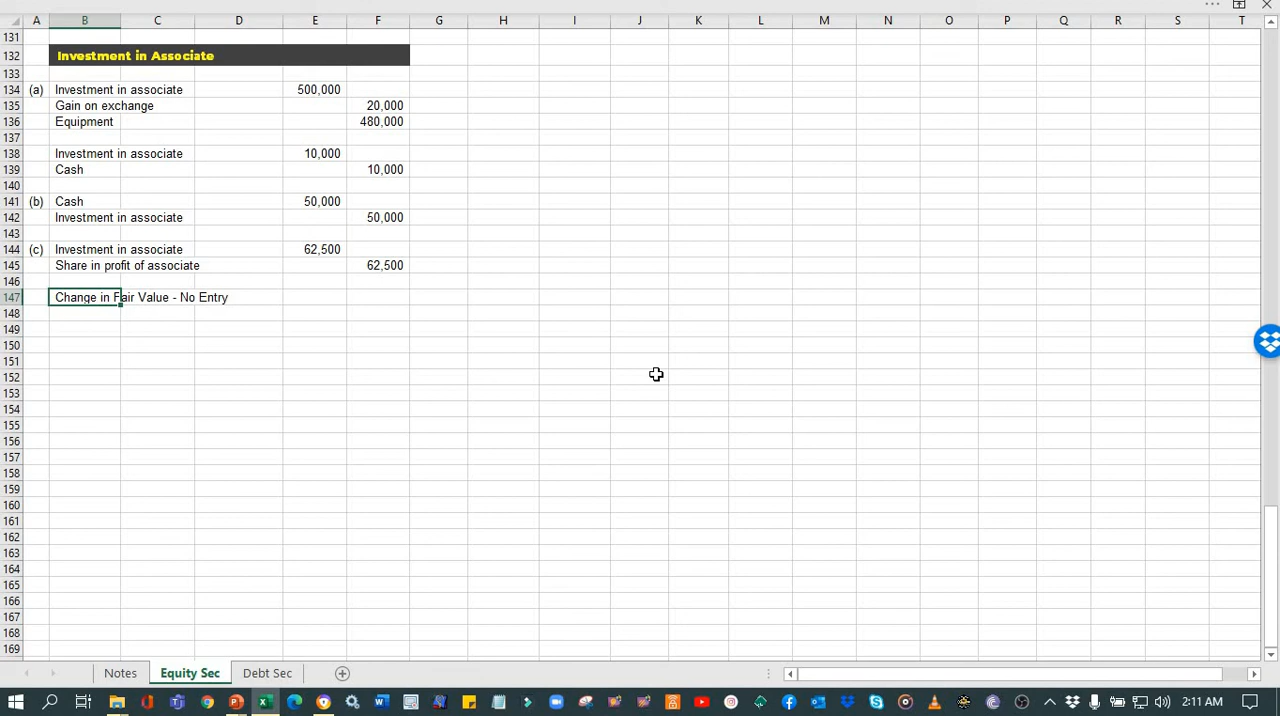 A B C D E F G H I J K L M N O P Q R S T
131
132 Investment in Associate
133
134 (a) Investment in associate 500,000
135 Gain on exchange 20,000
136 Equipment 480,000
137
138 Investment in associate 10,000
139 Cash 10,000
140
141 (b) Cash 50,000
142 Investment in associate 50,000
143
144 (c) Investment in associate 62,500
145 Share in profit of associate 62,500
146
147 Change in Fair Value - No Entry
148
149
150
151
152
153
154
155
156
157
158
159
160
161
162
163
164
165
166
167
168
169
Notes Equity Sec Debt Sec
2:11 AM